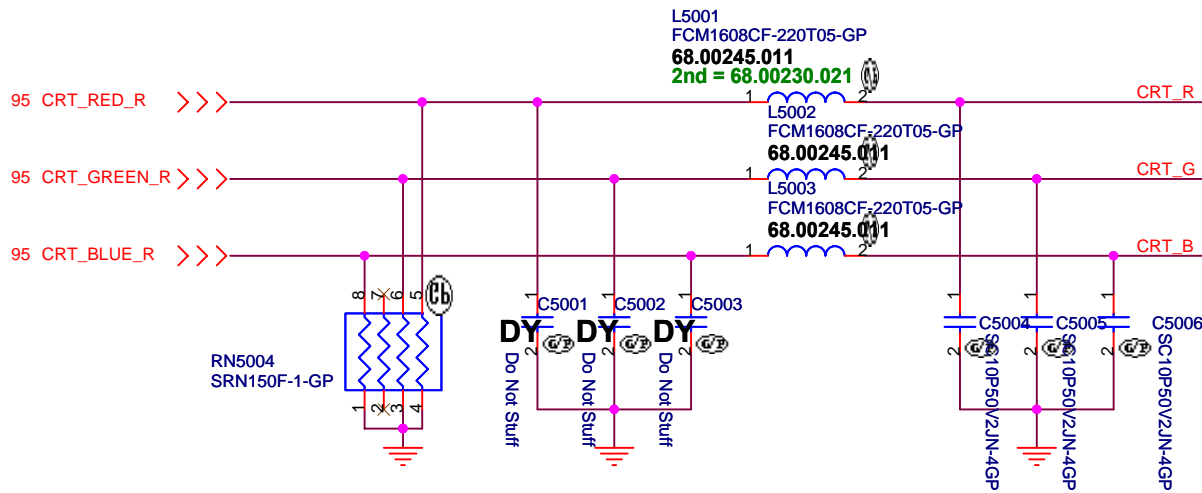 L5001
FCM1608CF-220T05-GP
68.00245.011
2nd = 68.00230.021
95 CRT_RED_R
1
2
CRT_R
L5002
FCM1608CF-220T05-GP
68.00245.011
95 CRT_GREEN_R
1
2
CRT_G
L5003
FCM1608CF-220T05-GP
68.00245.011
95 CRT_BLUE_R
1
2
CRT_B
8 7 6 5
RN5004
SRN150F-1-GP
1 2 3 4
1
C5001
DY
2
Do Not Stuff
1
C5002
DY
2
Do Not Stuff
1
C5003
DY
2
Do Not Stuff
1
C5004
2
SC10P50V2JN-4GP
1
C5005
2
SC10P50V2JN-4GP
1
C5006
2
SC10P50V2JN-4GP